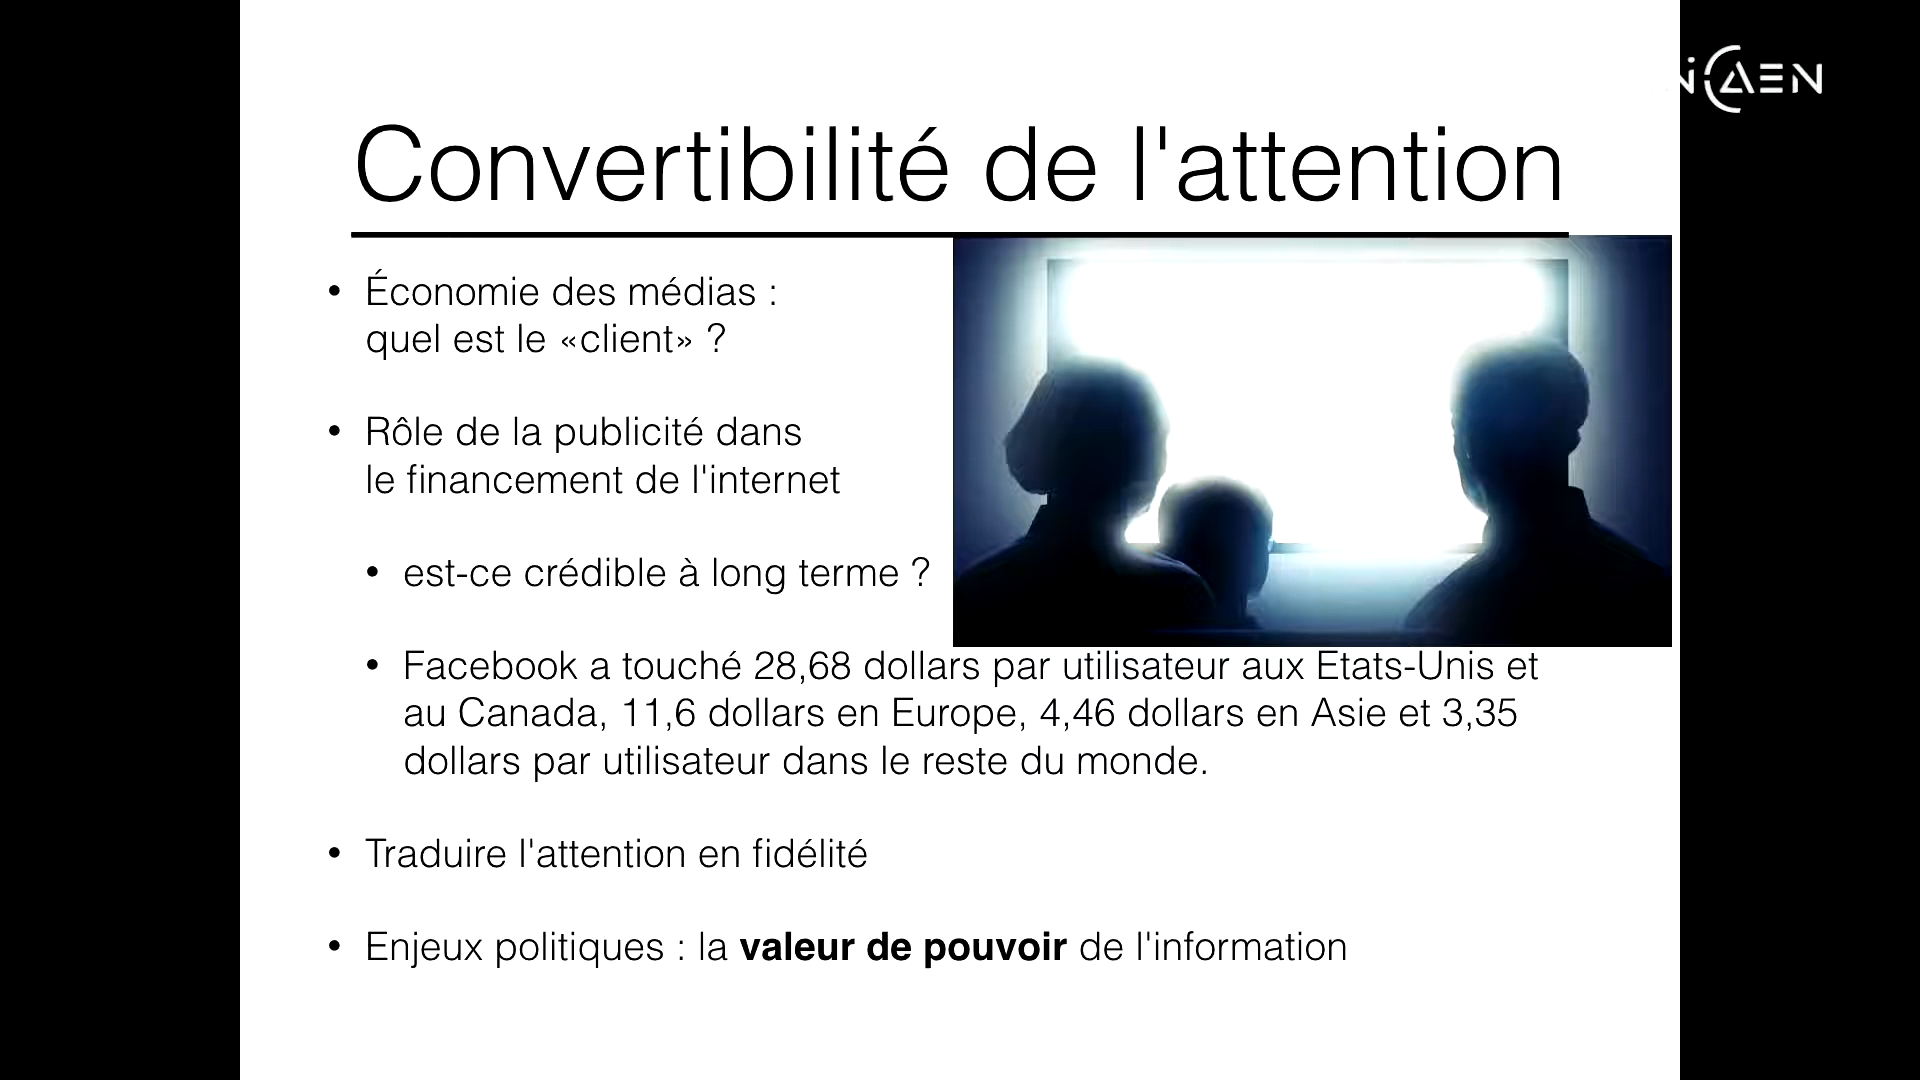 Convertibilité de l'attention
• Économie des médias :
quel est le «client» ?
• Rôle de la publicité dans
le financement de l'internet
• est-ce crédible à long terme ?
• Facebook a touché 28,68 dollars par utilisateur aux Etats-Unis et
au Canada, 11,6 dollars en Europe, 4,46 dollars en Asie et 3,35
dollars par utilisateur dans le reste du monde.
• Traduire l'attention en fidélité
• Enjeux politiques : la valeur de pouvoir de l'information